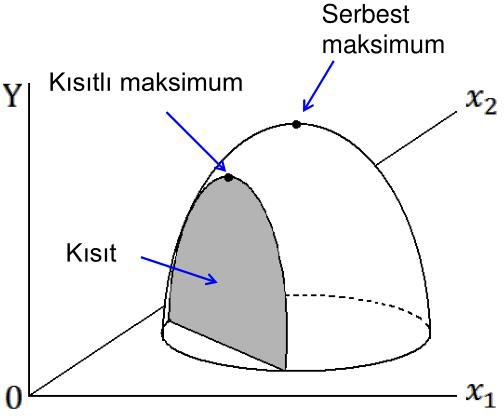 Serbest
maksimum
Kısıtlı maksimum
Y
x₂
Kısıt
0
x₁